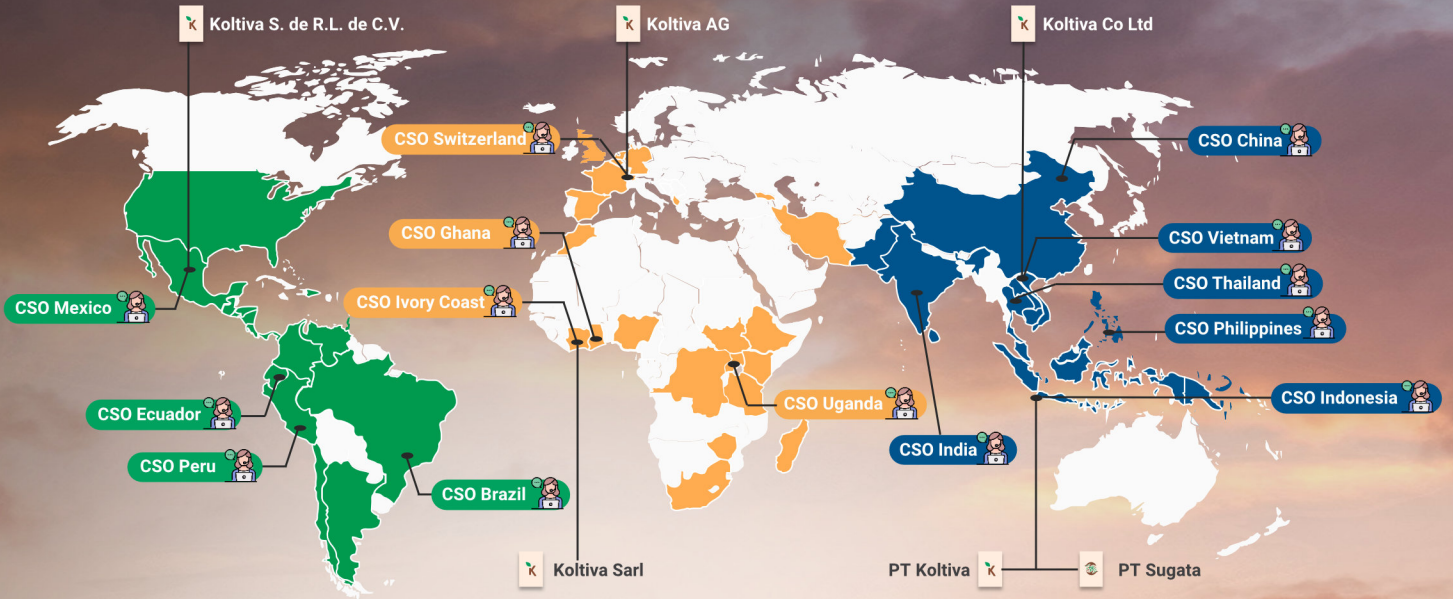 Koltiva S. de R.L. de C.V.
Koltiva AG
Koltiva Co Ltd
CSO Switzerland
CSO China
CSO Ghana
CSO Vietnam
CSO Thailand
CSO Ivory Coast
CSO Mexico
CSO Philippines
CSO Ecuador
CSO Uganda
CSO Indonesia
CSO Peru
CSO India
CSO Brazil
Koltiva Sarl
PT Koltiva
PT Sugata